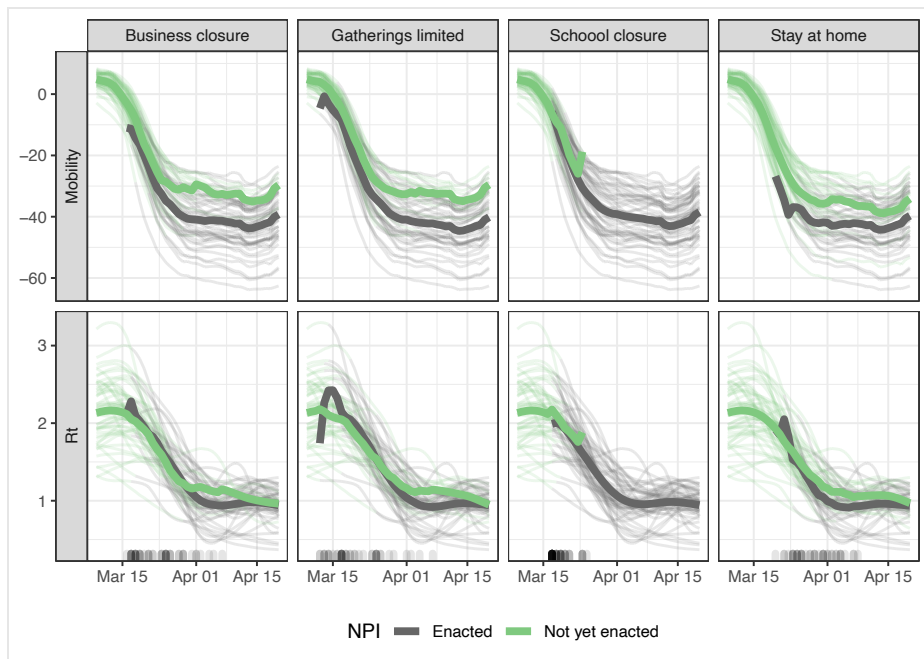 Business closure
Gatherings limited
Schoool closure
Stay at home
Mobility
0
−20
−40
−60
Rt
3
2
1
Mar 15 Apr 01 Apr 15
Mar 15 Apr 01 Apr 15
Mar 15 Apr 01 Apr 15
Mar 15 Apr 01 Apr 15
NPI Enacted Not yet enacted